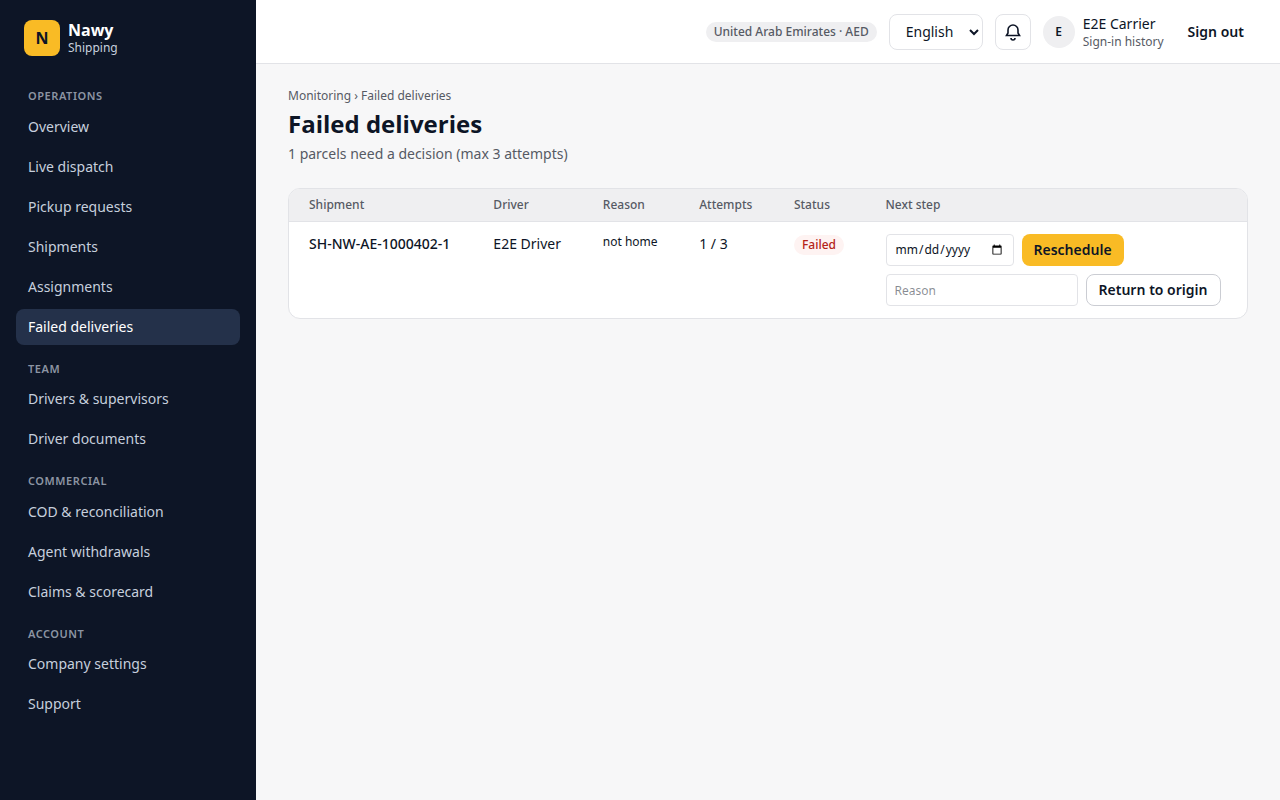 N
Nawy
Shipping
OPERATIONS
Overview
Live dispatch
Pickup requests
Shipments
Assignments
Failed deliveries
TEAM
Drivers & supervisors
Driver documents
COMMERCIAL
COD & reconciliation
Agent withdrawals
Claims & scorecard
ACCOUNT
Company settings
Support
United Arab Emirates · AED
English
E
E2E Carrier
Sign-in history
Sign out
Monitoring › Failed deliveries
Failed deliveries
1 parcels need a decision (max 3 attempts)
Shipment Driver Reason Attempts Status Next step
SH-NW-AE-1000402-1 E2E Driver not home 1 / 3 Failed mm/dd/yyyy Reschedule
Reason Return to origin